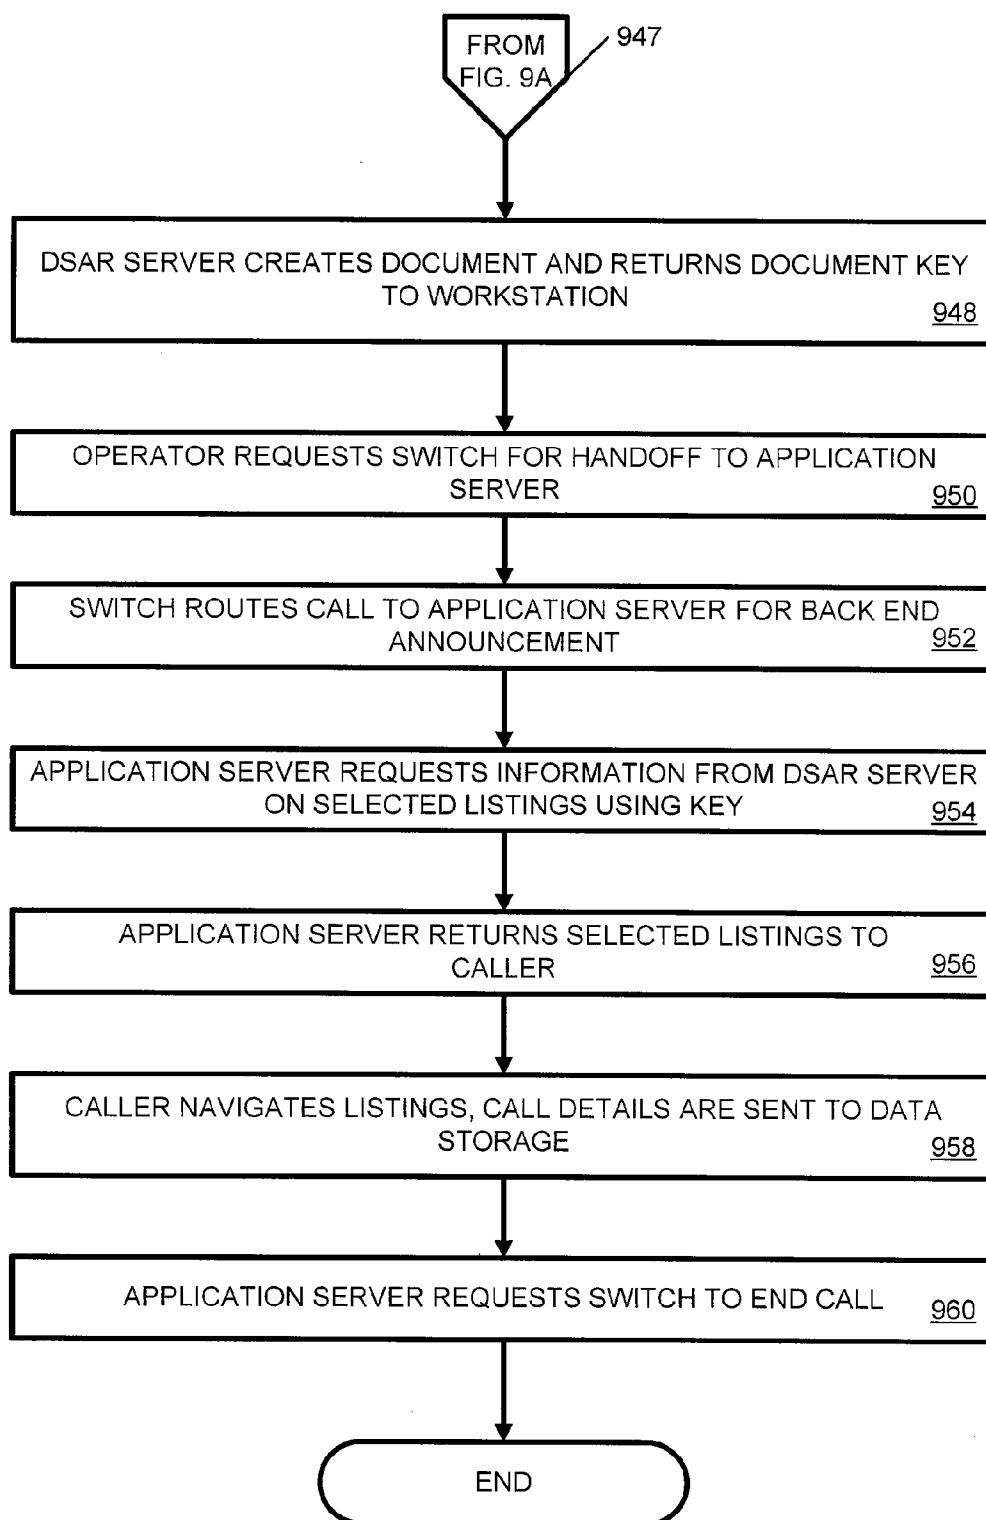 FROM
FIG. 9A
947
DSAR SERVER CREATES DOCUMENT AND RETURNS DOCUMENT KEY
TO WORKSTATION
948
OPERATOR REQUESTS SWITCH FOR HANDOFF TO APPLICATION
SERVER
950
SWITCH ROUTES CALL TO APPLICATION SERVER FOR BACK END
ANNOUNCEMENT
952
APPLICATION SERVER REQUESTS INFORMATION FROM DSAR SERVER
ON SELECTED LISTINGS USING KEY
954
APPLICATION SERVER RETURNS SELECTED LISTINGS TO
CALLER
956
CALLER NAVIGATES LISTINGS, CALL DETAILS ARE SENT TO DATA
STORAGE
958
APPLICATION SERVER REQUESTS SWITCH TO END CALL
960
END